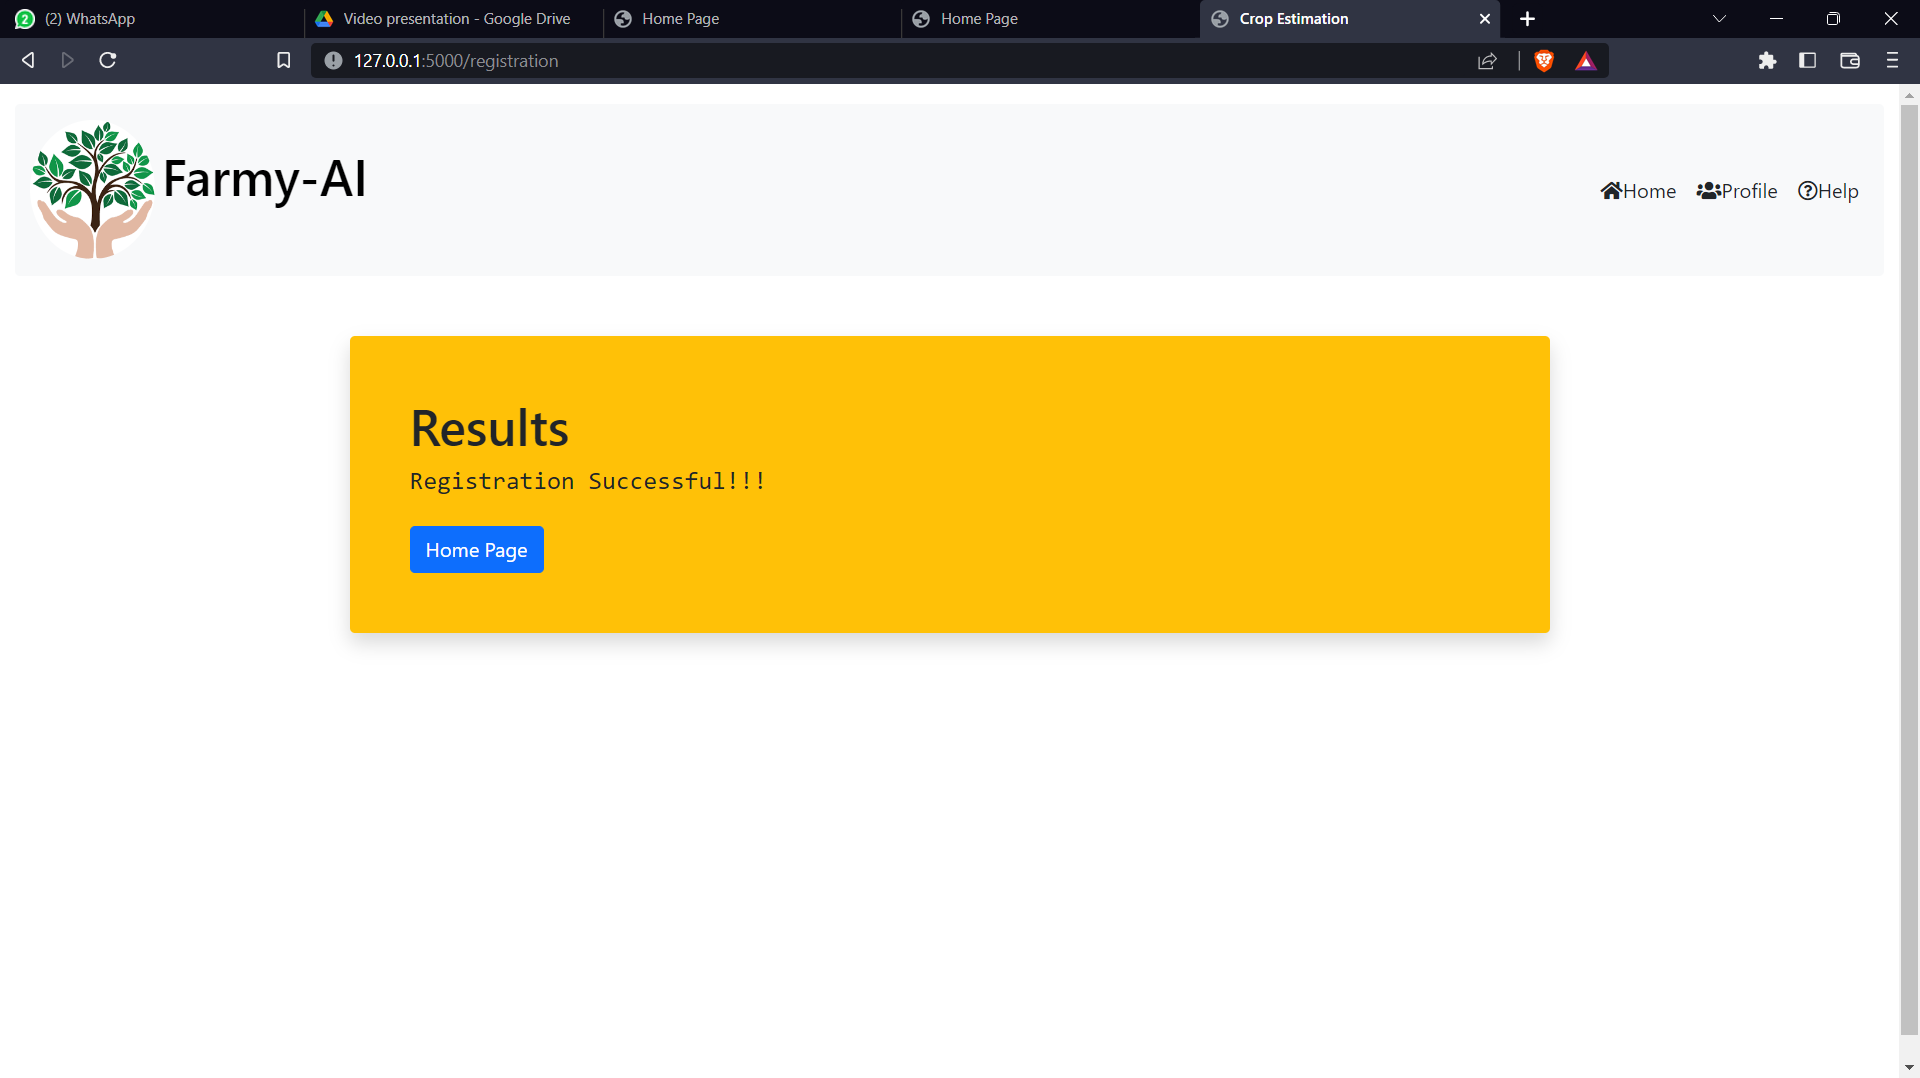 2 (2) WhatsApp
Video presentation - Google Drive
Home Page
Home Page
Crop Estimation
127.0.0.1:5000/registration
Farmy-AI
Home Profile Help
Results
Registration Successful!!!
Home Page